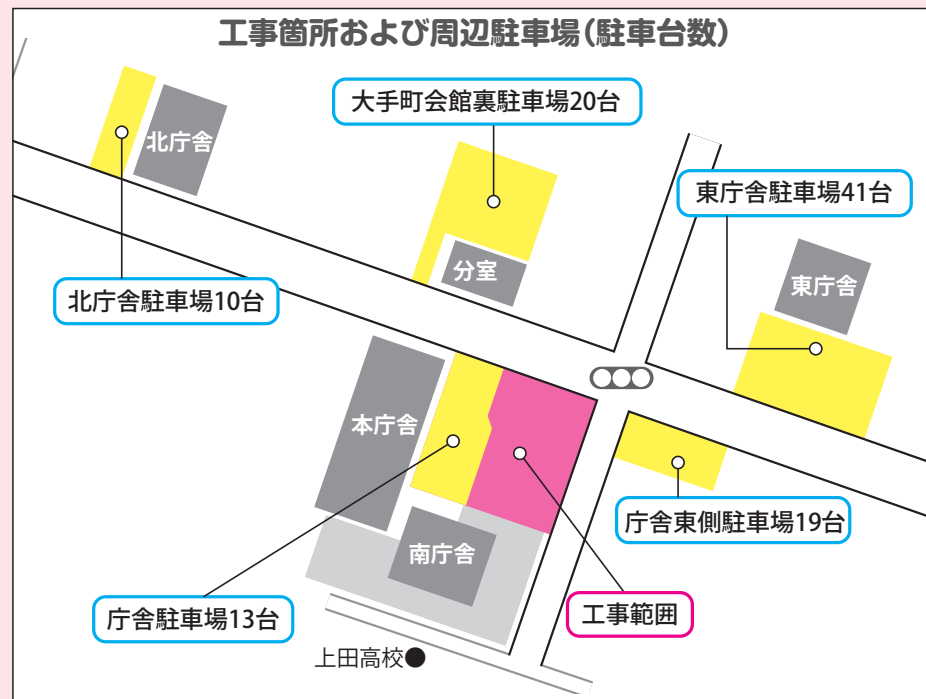 工事箇所および周辺駐車場(駐車台数)
大手町会館裏駐車場20台
北庁舎
東庁舎駐車場41台
分室
東庁舎
北庁舎駐車場10台
本庁舎
庁舎東側駐車場19台
南庁舎
庁舎駐車場13台
工事範囲
上田高校●